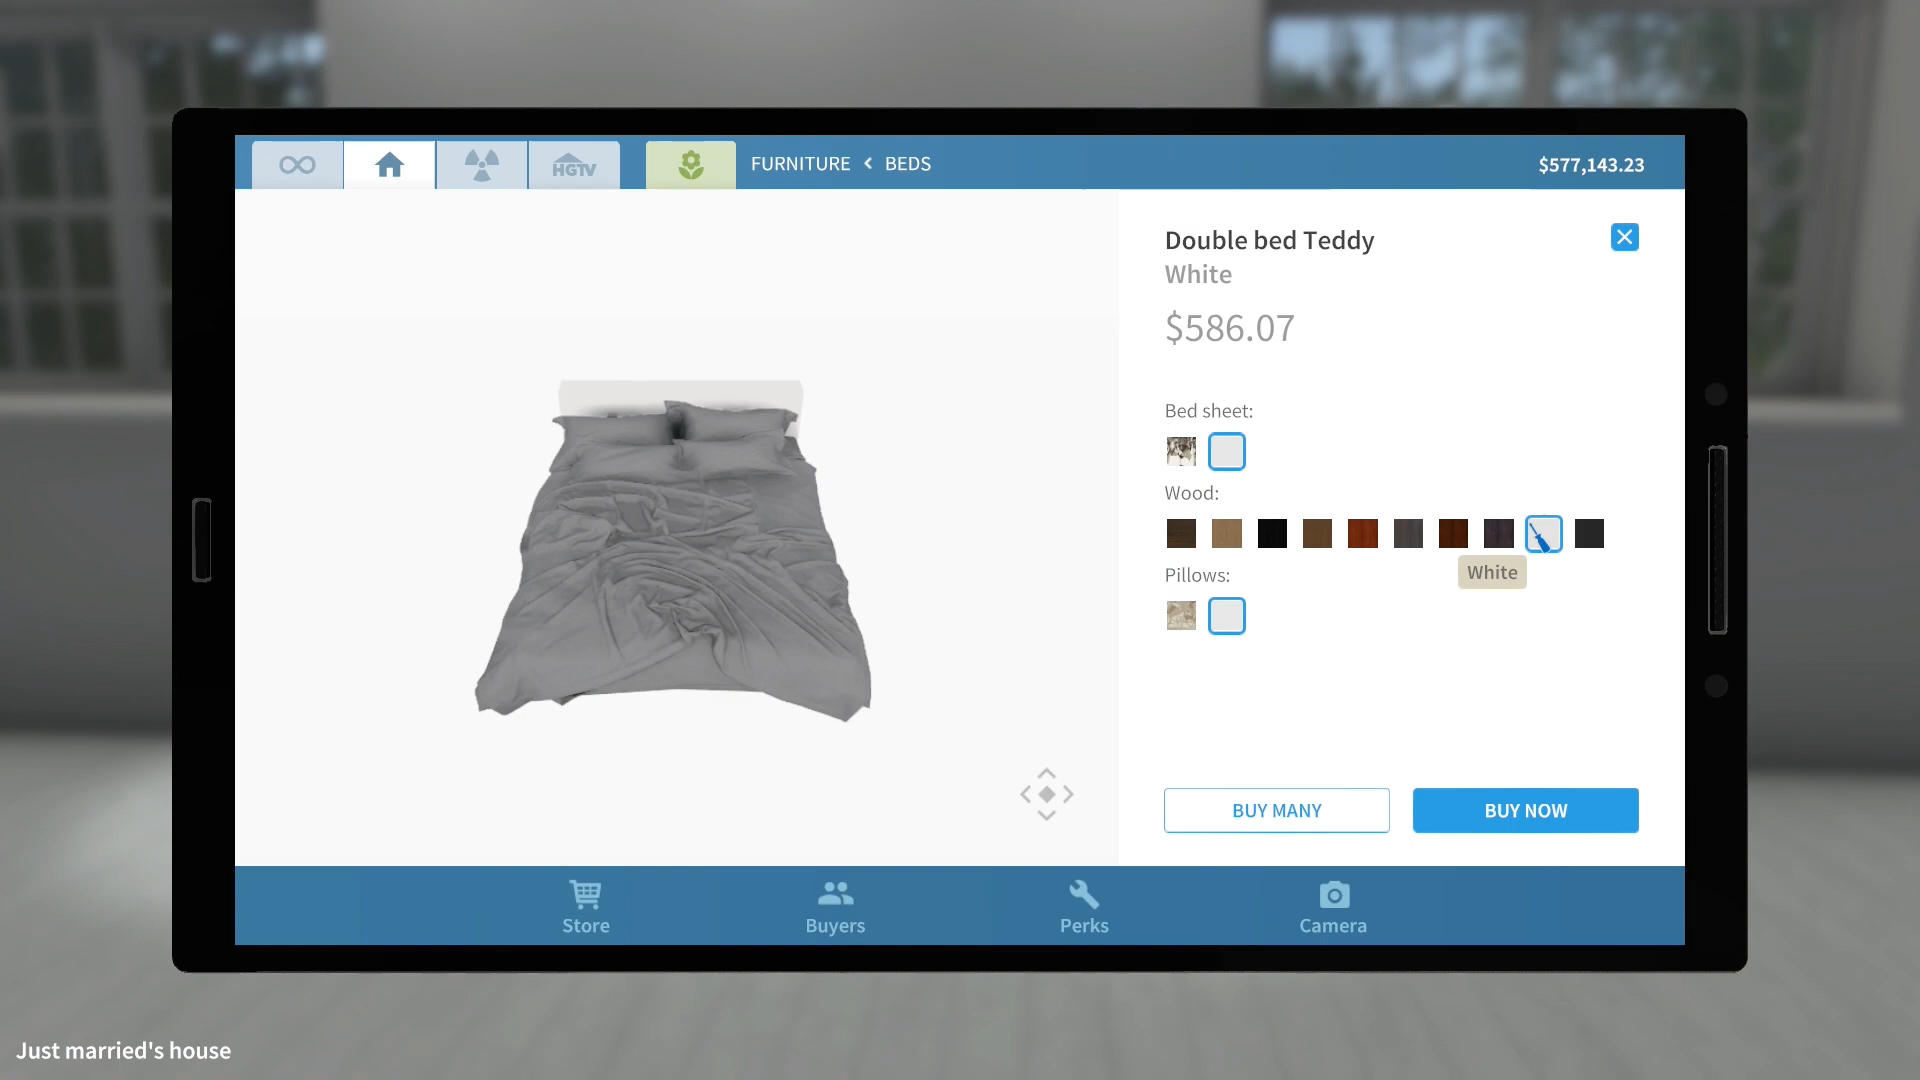 HGTV
FURNITURE < BEDS
$577,143.23
Double bed Teddy
White
$586.07
Bed sheet:
Wood:
White
Pillows:
BUY MANY
BUY NOW
Store
Buyers
Perks
Camera
Just married's house